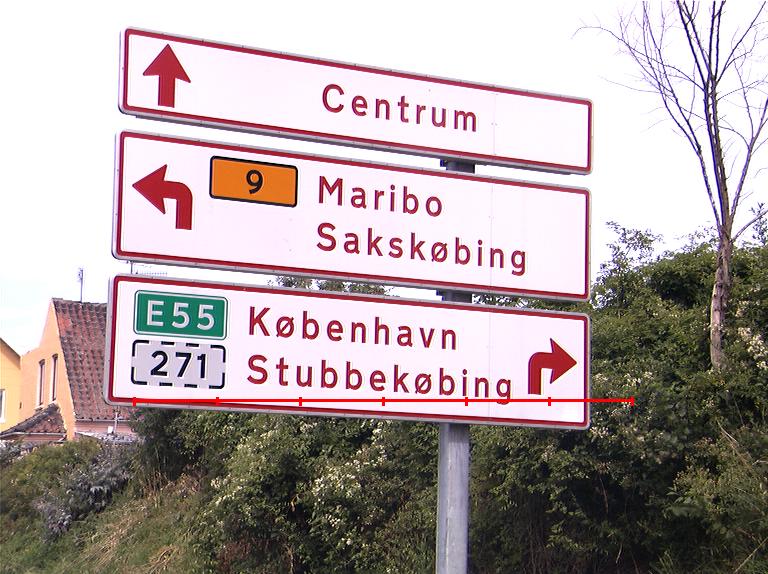 Centrum
9 Maribo
Sakskøbing
E55 København
271 Stubbekøbing